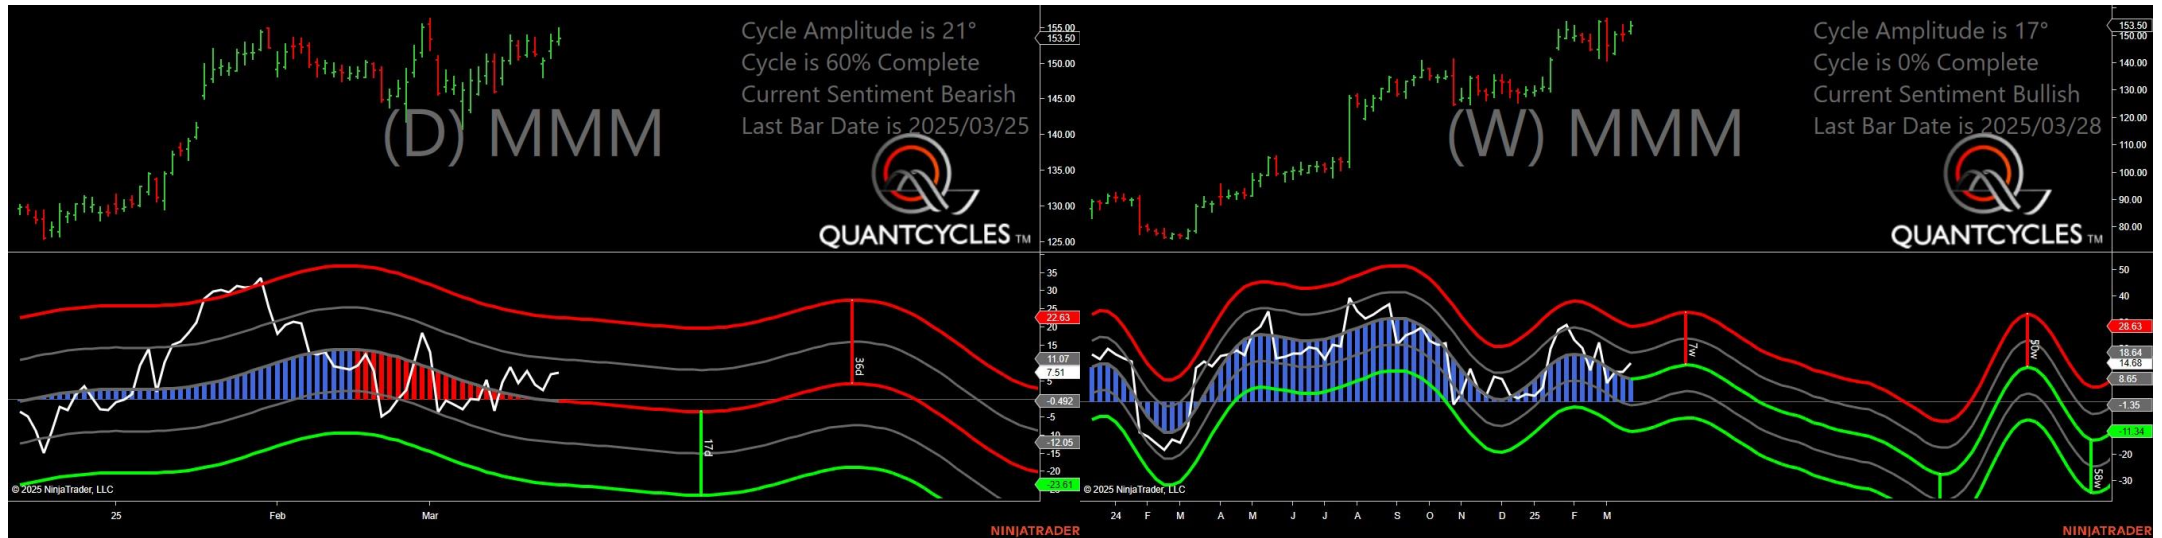 Cycle Amplitude is 21°
Cycle is 60% Complete
Current Sentiment Bearish
Last Bar Date is 2025/03/25
(D) MMM
QUANTCYCLES TM
155.00
153.50
150.00
145.00
140.00
135.00
130.00
125.00
35
30
25
22.63
20
15
11.07
7.51
5
-0.492
-5
-10
-12.05
-15
-20
-23.61
36d
17d
© 2025 NinjaTrader, LLC
25
Feb
Mar
NINJATRADER
Cycle Amplitude is 17°
Cycle is 0% Complete
Current Sentiment Bullish
Last Bar Date is 2025/03/28
(W) MMM
QUANTCYCLES TM
153.50
150.00
140.00
130.00
120.00
110.00
100.00
90.00
80.00
50
40
28.63
18.64
14.68
8.65
-1.35
-11.34
-20
-30
7w
50w
58w
© 2025 NinjaTrader, LLC
24
F
M
A
M
J
J
A
S
O
N
D
25
F
M
NINJATRADER